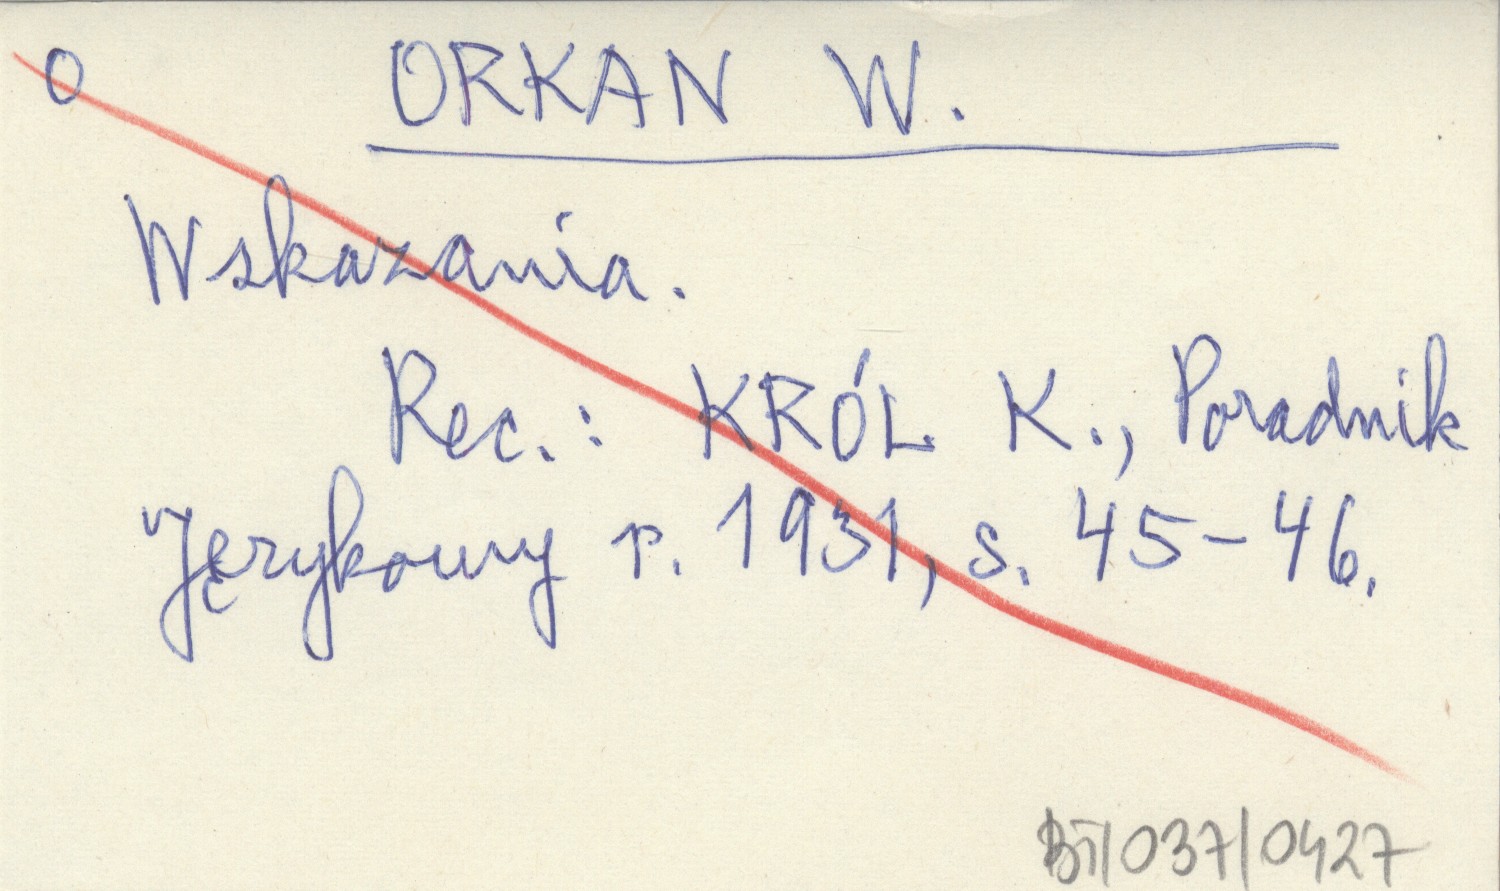 O ORKAN W.
Wskazania.
Rec.: KRÓL K., Poradnik
Językowy r. 1931, s. 45-46.
BT/037/0427